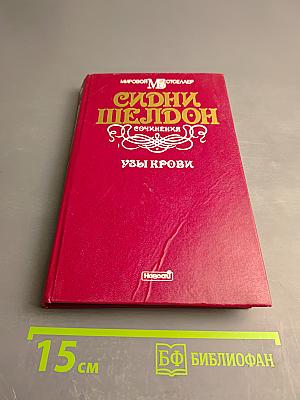 МИРОВОЙ БЕСТСЕЛЛЕР
СИДНИ
ШЕЛДОН
СОЧИНЕНИЯ
УЗЫ КРОВИ
Новости
15 см
БФ БИБЛИОФАН